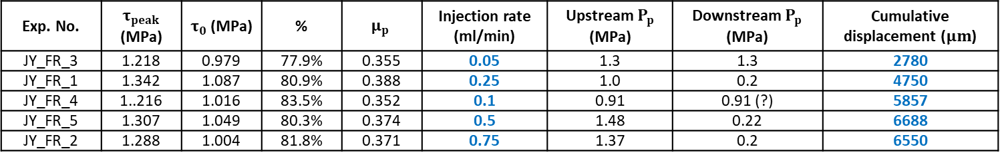 Exp. No. τpeak (MPa) τ0 (MPa) % μp Injection rate (ml/min) Upstream Pp (MPa) Downstream Pp (MPa) Cumulative displacement (μm)
JY_FR_3 1.218 0.979 77.9% 0.355 0.05 1.3 1.3 2780
JY_FR_1 1.342 1.087 80.9% 0.388 0.25 1.0 0.2 4750
JY_FR_4 1..216 1.016 83.5% 0.352 0.1 0.91 0.91 (?) 5857
JY_FR_5 1.307 1.049 80.3% 0.374 0.5 1.48 0.22 6688
JY_FR_2 1.288 1.004 81.8% 0.371 0.75 1.37 0.2 6550